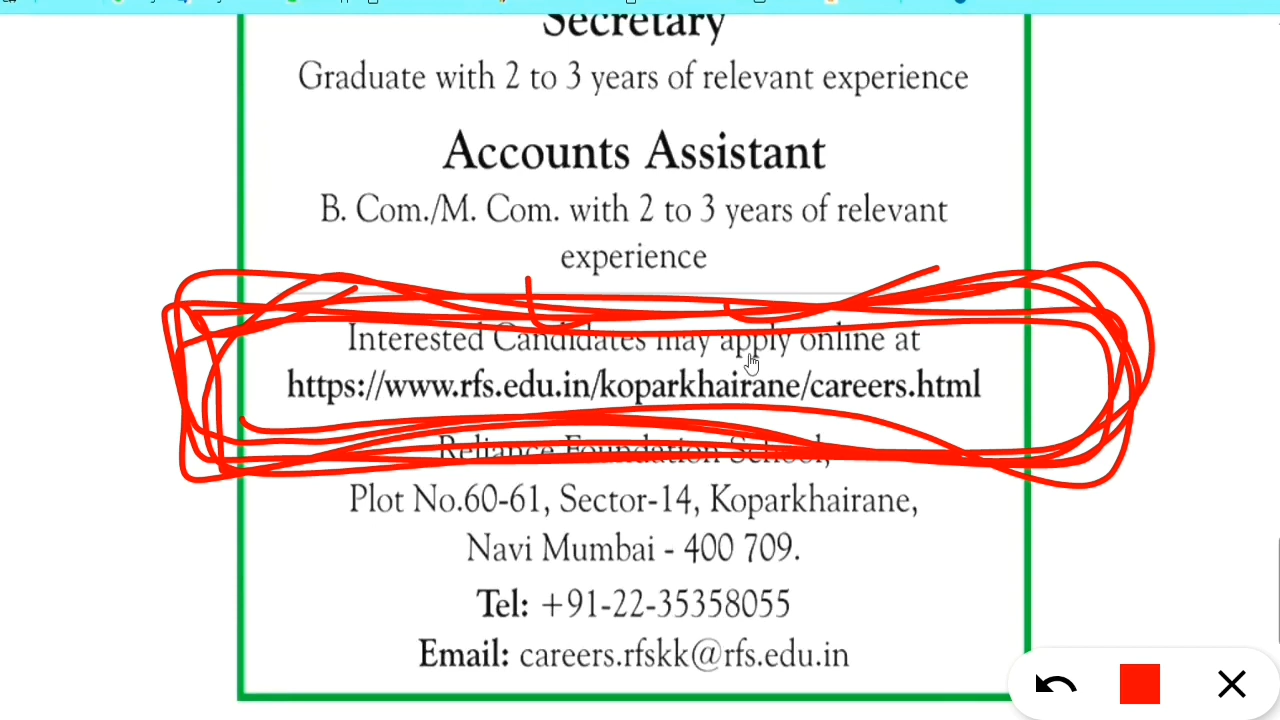 Secretary
Graduate with 2 to 3 years of relevant experience
Accounts Assistant
B. Com./M. Com. with 2 to 3 years of relevant
experience
Interested Candidates may apply online at
https://www.rfs.edu.in/koparkhairane/careers.html
Reliance Foundation School,
Plot No.60-61, Sector-14, Koparkhairane,
Navi Mumbai - 400 709.
Tel: +91-22-35358055
Email: careers.rfskk@rfs.edu.in